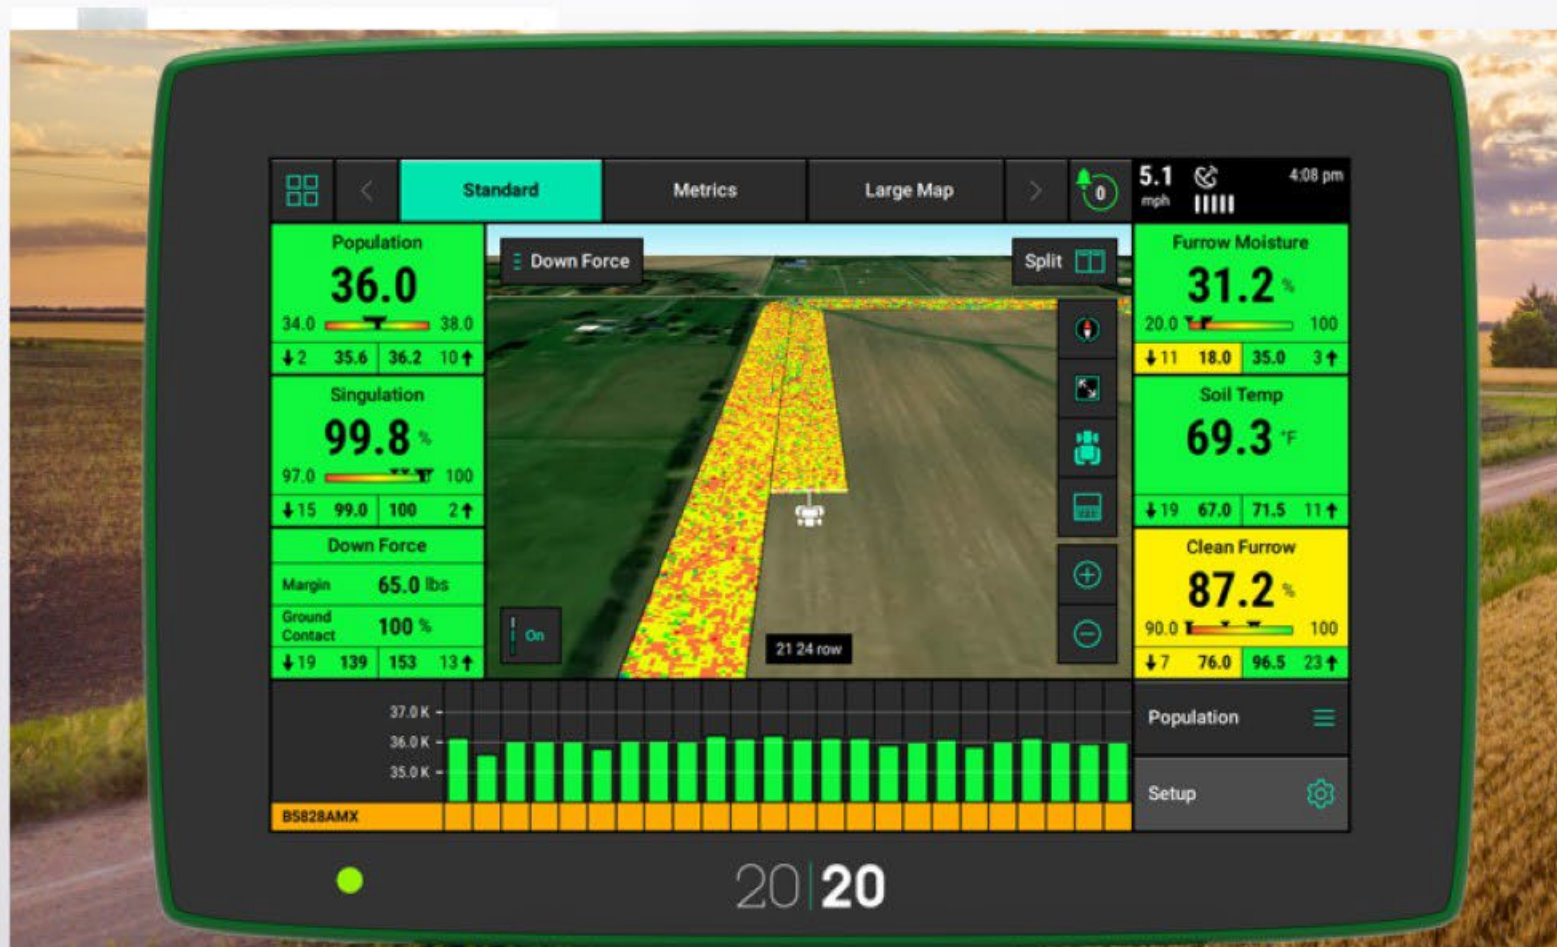 Standard
Metrics
Large Map
0
5.1
mph
4:08 pm
Population
36.0
34.0 38.0
2 35.6 36.2 10
Singulation
99.8 %
97.0 100
15 99.0 100 2
Down Force
Margin 65.0 lbs
Ground
Contact 100 %
19 139 153 13
Down Force
Split
On
21 24 row
Furrow Moisture
31.2 %
20.0 100
11 18.0 35.0 3
Soil Temp
69.3 °F
19 67.0 71.5 11
Clean Furrow
87.2 %
90.0 100
7 76.0 96.5 23
37.0 K
36.0 K
35.0 K
B5828AMX
Population
Setup
20|20